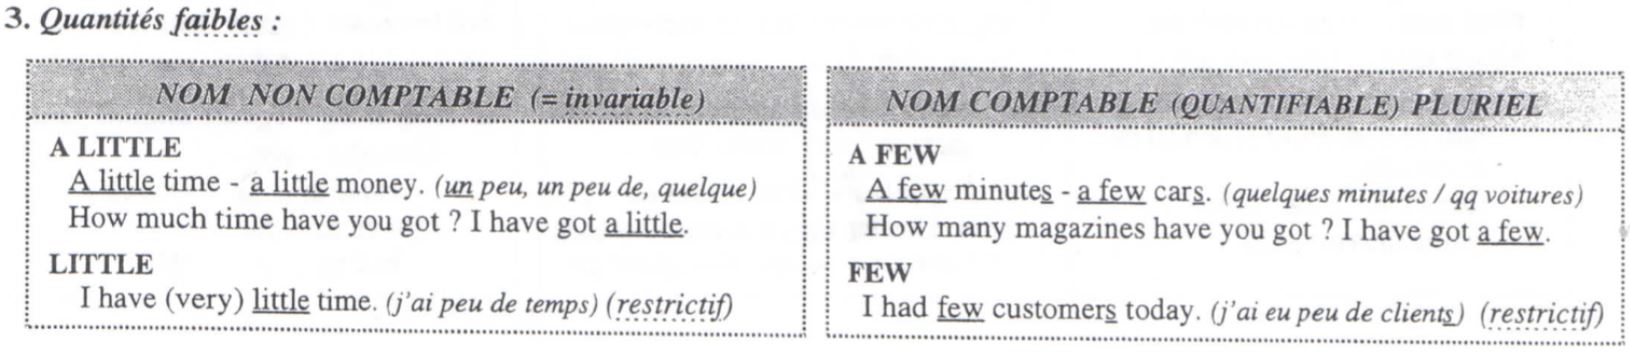 3. Quantités faibles :
NOM NON COMPTABLE (= invariable)
A LITTLE
A little time - a little money. (un peu, un peu de, quelque)
How much time have you got ? I have got a little.
LITTLE
I have (very) little time. (j'ai peu de temps) (restrictif)
NOM COMPTABLE (QUANTIFIABLE) PLURIEL
A FEW
A few minutes - a few cars. (quelques minutes / qq voitures)
How many magazines have you got ? I have got a few.
FEW
I had few customers today. (j'ai eu peu de clients) (restrictif)